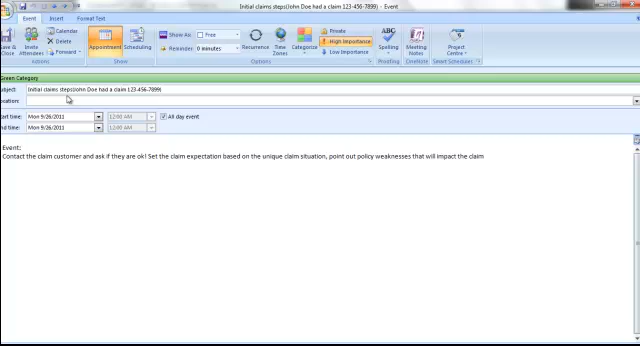 Initial claims steps(John Doe had a claim 123-456-7899) - Event
Event Insert Format Text
Save & Close
Invite Attendees
Calendar
Delete
Forward
Actions
Appointment
Scheduling
Show
Show As: Free
Reminder: 0 minutes
Recurrence
Time Zones
Categorize
Private
High Importance
Low Importance
Options
ABC
Spelling
Proofing
Meeting Notes
OneNote
Project Centre
Smart Schedules
Green Category
Subject: Initial claims steps(John Doe had a claim 123-456-7899(
Location:
Start time: Mon 9/26/2011 12:00 AM All day event
End time: Mon 9/26/2011 12:00 AM
Event:
Contact the claim customer and ask if they are ok! Set the claim expectation based on the unique claim situation, point out policy weaknesses that will impact the claim